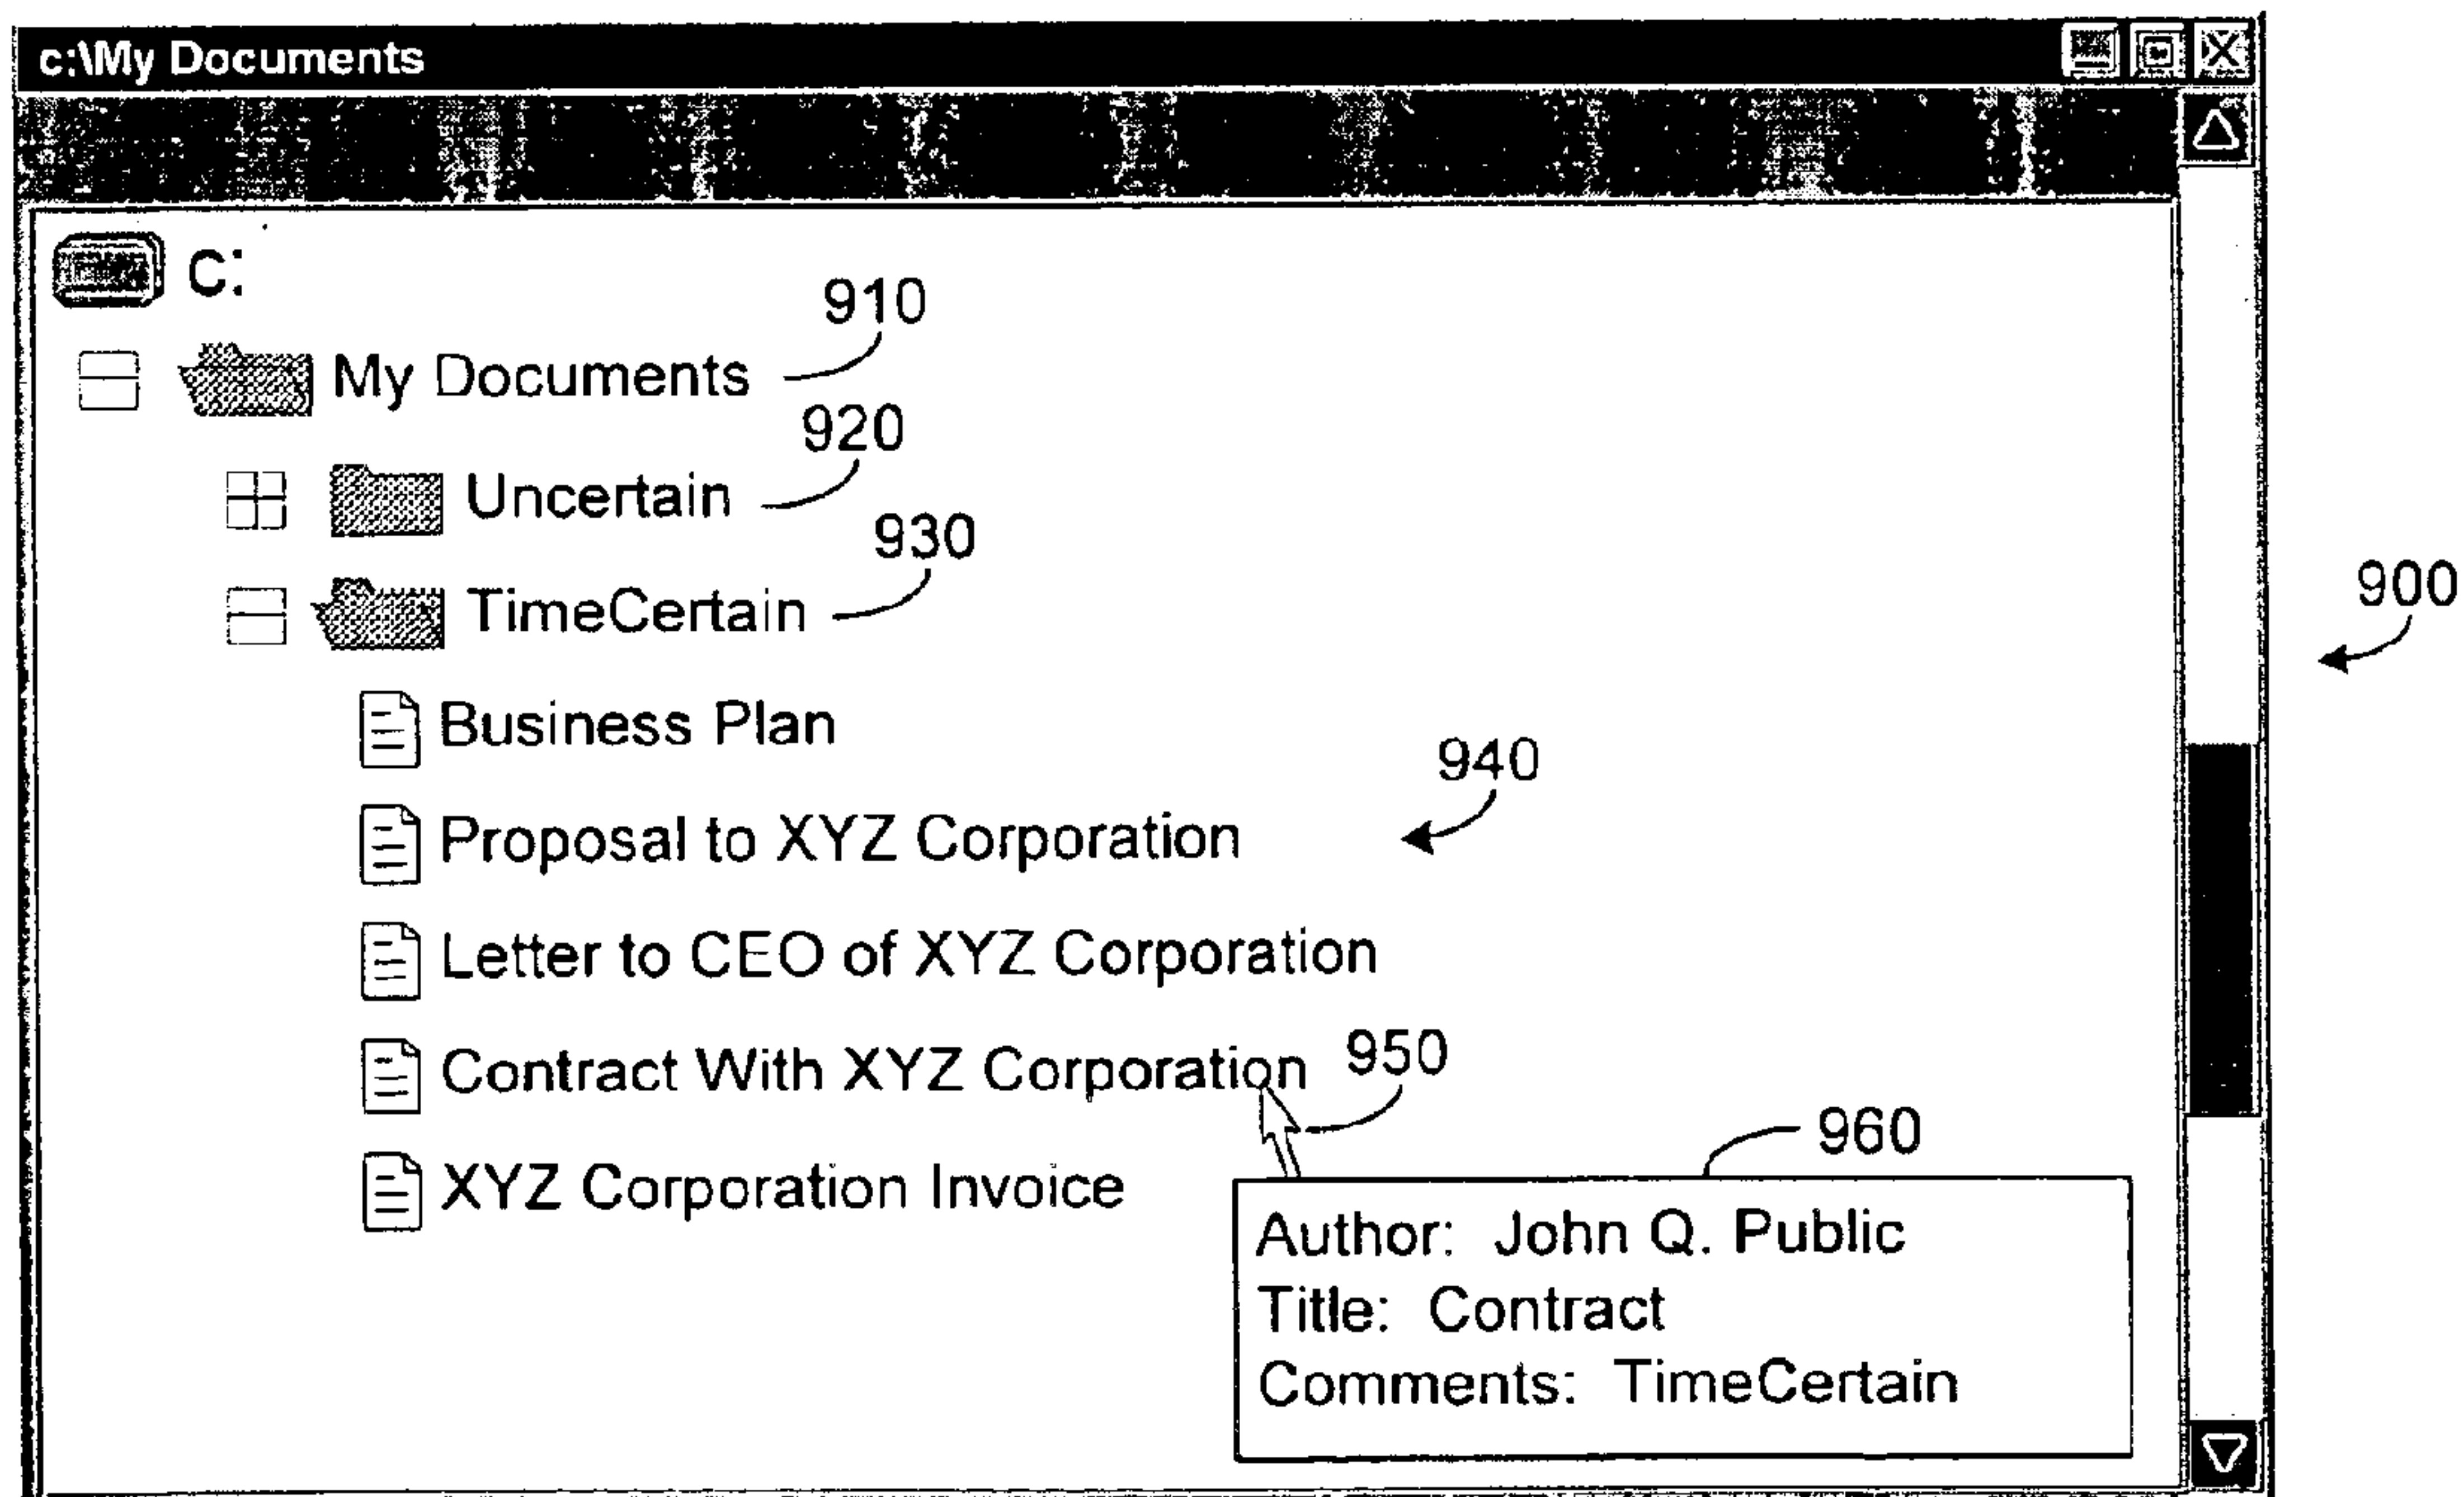 c:\My Documents
C:
910
My Documents
920
Uncertain
930
TimeCertain
900
Business Plan
940
Proposal to XYZ Corporation
Letter to CEO of XYZ Corporation
Contract With XYZ Corporation 950
960
XYZ Corporation Invoice
Author: John Q. Public
Title: Contract
Comments: TimeCertain